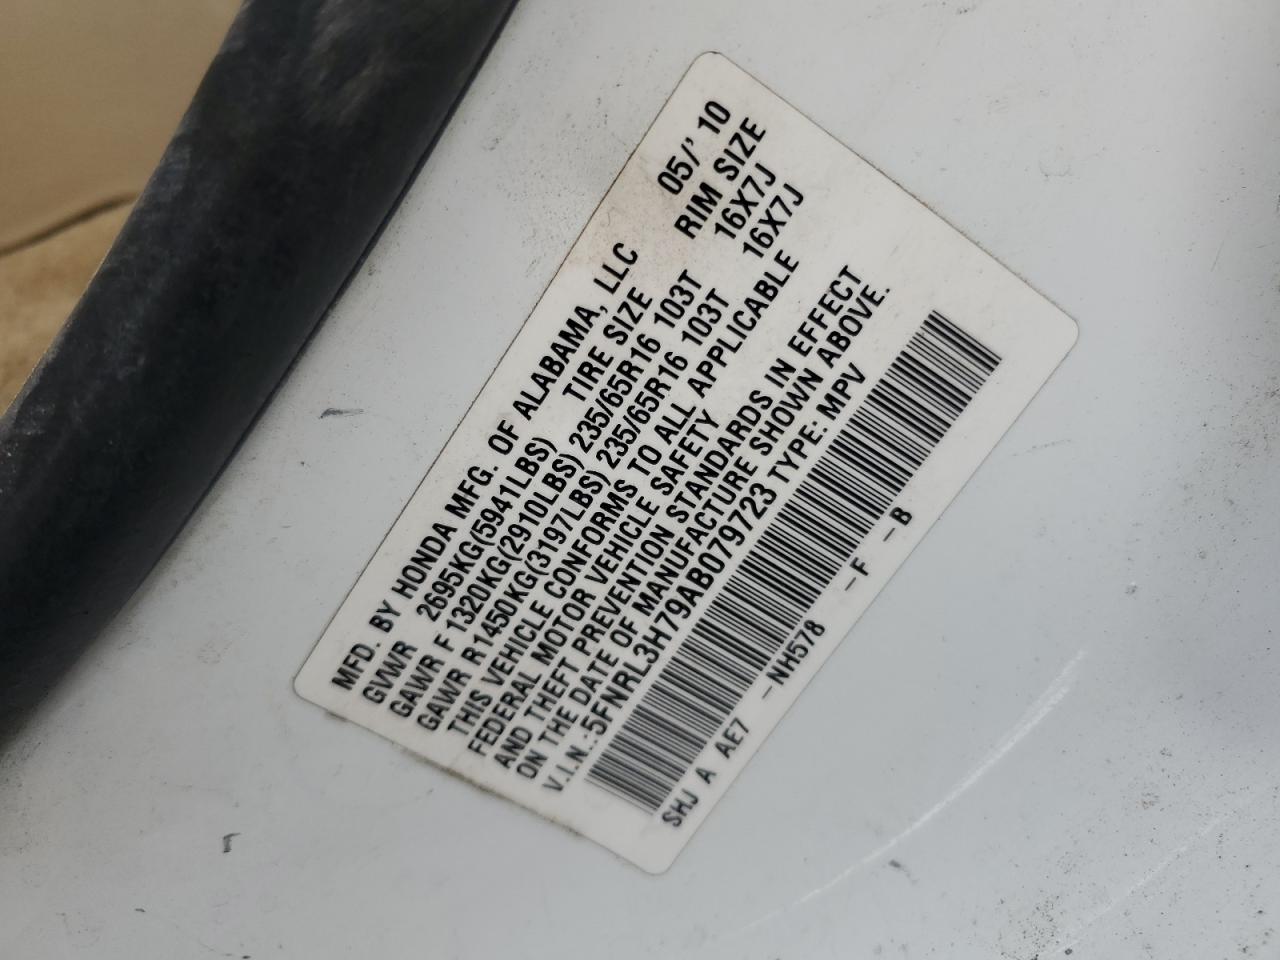 MFD. BY HONDA MFG. OF ALABAMA, LLC 05/' 10
GVWR 2695KG(5941LBS) TIRE SIZE RIM SIZE
GAWR F 1320KG(2910LBS) 235/65R16 103T 16X7J
GAWR R1450KG(3197LBS) 235/65R16 103T 16X7J
THIS VEHICLE CONFORMS TO ALL APPLICABLE
FEDERAL MOTOR VEHICLE SAFETY
AND THEFT PREVENTION STANDARDS IN EFFECT
ON THE DATE OF MANUFACTURE SHOWN ABOVE.
V.I.N.:5FNRL3H79AB079723 TYPE: MPV
SHJ A AE7 -NH578 -F -B